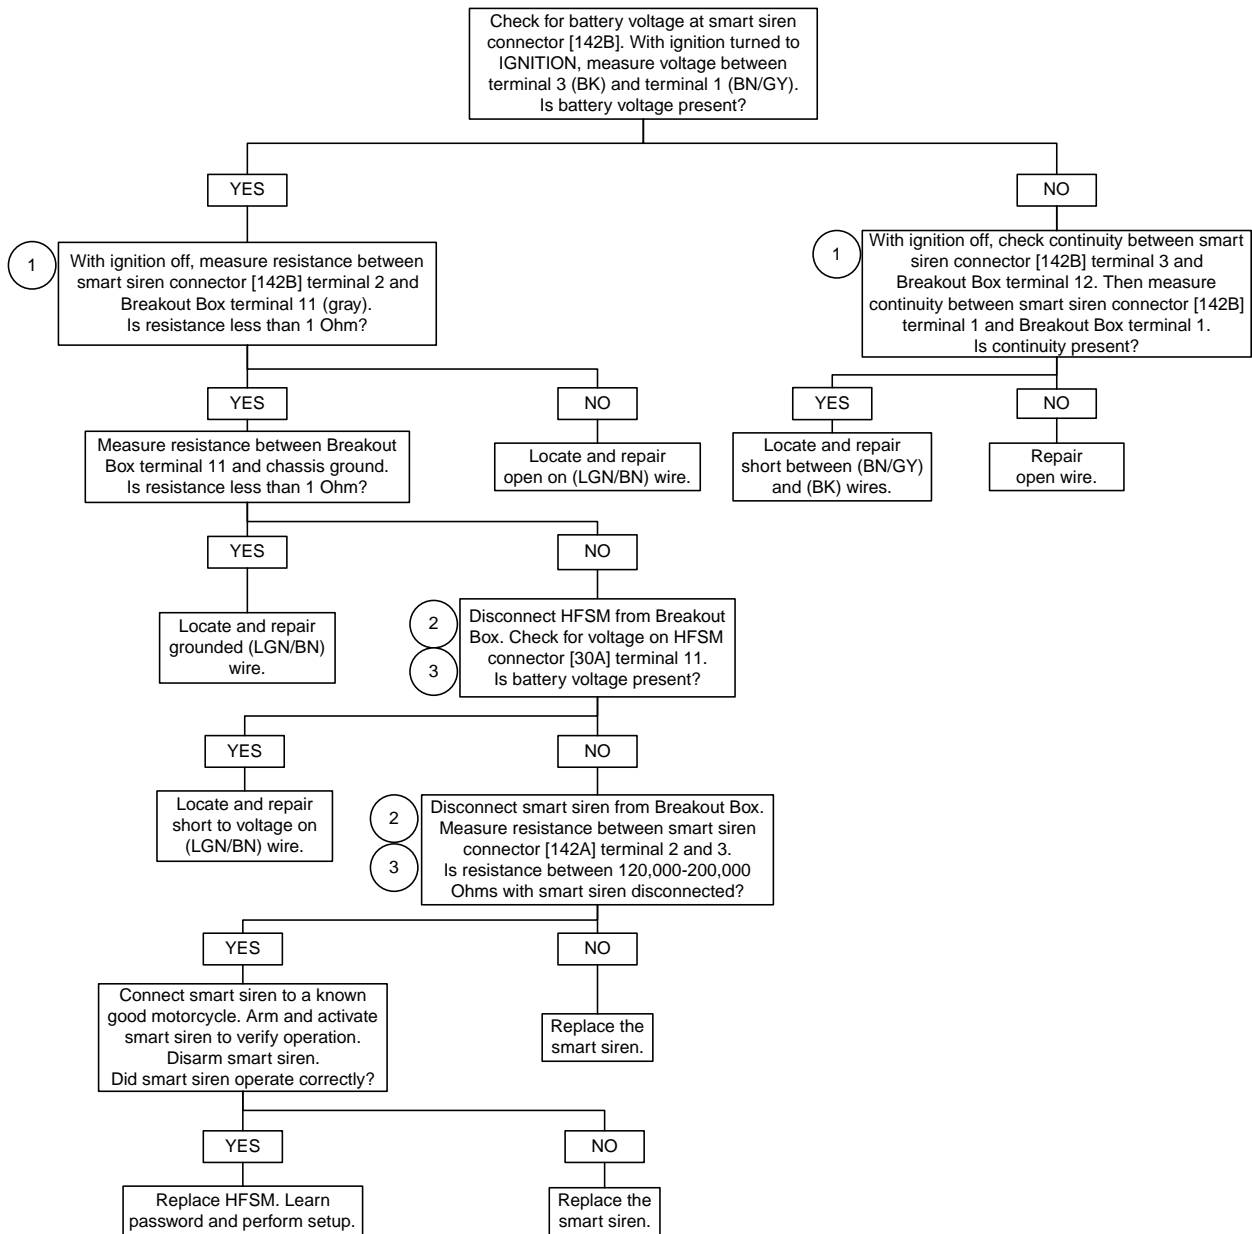 Check for battery voltage at smart siren
connector [142B]. With ignition turned to
IGNITION, measure voltage between
terminal 3 (BK) and terminal 1 (BN/GY).
Is battery voltage present?
YES
NO
1
With ignition off, measure resistance between
smart siren connector [142B] terminal 2 and
Breakout Box terminal 11 (gray).
Is resistance less than 1 Ohm?
1
With ignition off, check continuity between smart
siren connector [142B] terminal 3 and
Breakout Box terminal 12. Then measure
continuity between smart siren connector [142B]
terminal 1 and Breakout Box terminal 1.
Is continuity present?
YES
NO
YES
NO
Measure resistance between Breakout
Box terminal 11 and chassis ground.
Is resistance less than 1 Ohm?
Locate and repair
open on (LGN/BN) wire.
Locate and repair
short between (BN/GY)
and (BK) wires.
Repair
open wire.
YES
NO
Locate and repair
grounded (LGN/BN)
wire.
2
3
Disconnect HFSM from Breakout
Box. Check for voltage on HFSM
connector [30A] terminal 11.
Is battery voltage present?
YES
NO
Locate and repair
short to voltage on
(LGN/BN) wire.
2
3
Disconnect smart siren from Breakout Box.
Measure resistance between smart siren
connector [142A] terminal 2 and 3.
Is resistance between 120,000-200,000
Ohms with smart siren disconnected?
YES
NO
Connect smart siren to a known
good motorcycle. Arm and activate
smart siren to verify operation.
Disarm smart siren.
Did smart siren operate correctly?
Replace the
smart siren.
YES
NO
Replace HFSM. Learn
password and perform setup.
Replace the
smart siren.